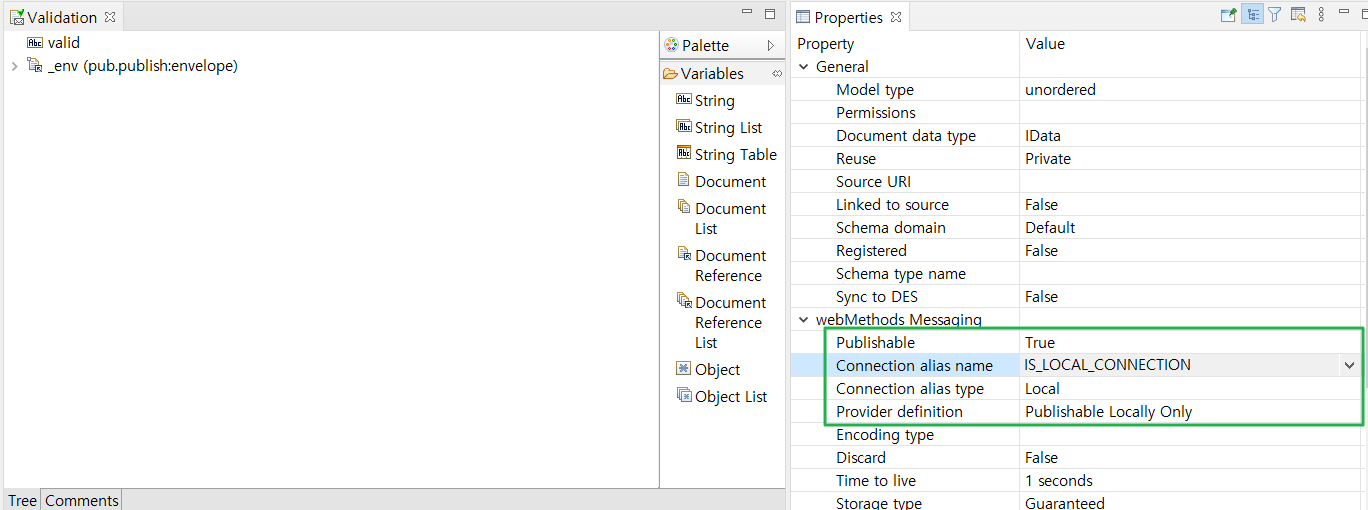 Validation
valid
_env (pub.publish:envelope)
Tree
Comments
Palette
Variables
String
String List
String Table
Document
Document
List
Document
Reference
Document
Reference
List
Object
Object List
Properties
Property Value
General
Model type unordered
Permissions
Document data type IData
Reuse Private
Source URI
Linked to source False
Schema domain Default
Registered False
Schema type name
Sync to DES False
webMethods Messaging
Publishable True
Connection alias name IS_LOCAL_CONNECTION
Connection alias type Local
Provider definition Publishable Locally Only
Encoding type
Discard False
Time to live 1 seconds
Storage type Guaranteed